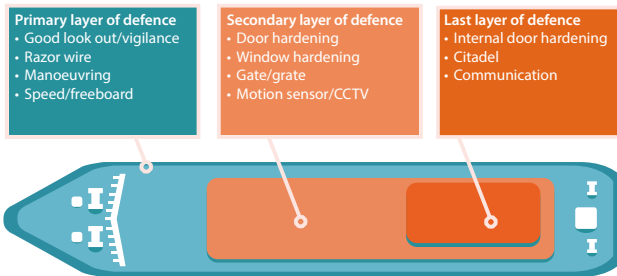 Primary layer of defence
• Good look out/vigilance
• Razor wire
• Manoeuvring
• Speed/freeboard
Secondary layer of defence
• Door hardening
• Window hardening
• Gate/grate
• Motion sensor/CCTV
Last layer of defence
• Internal door hardening
• Citadel
• Communication